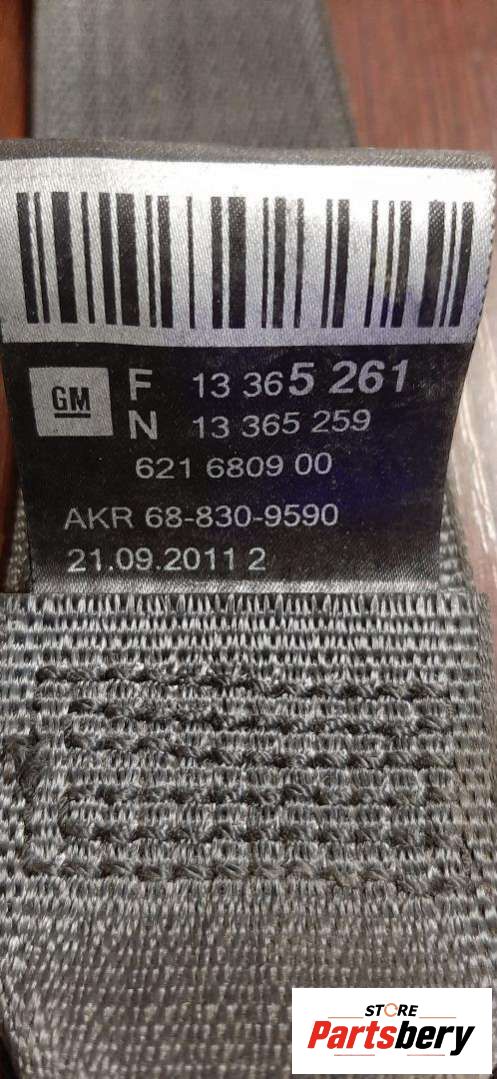 GM F 13 365 261
N 13 365 259
621 6809 00
AKR 68-830-9590
21.09.2011 2
STORE
Partsbery